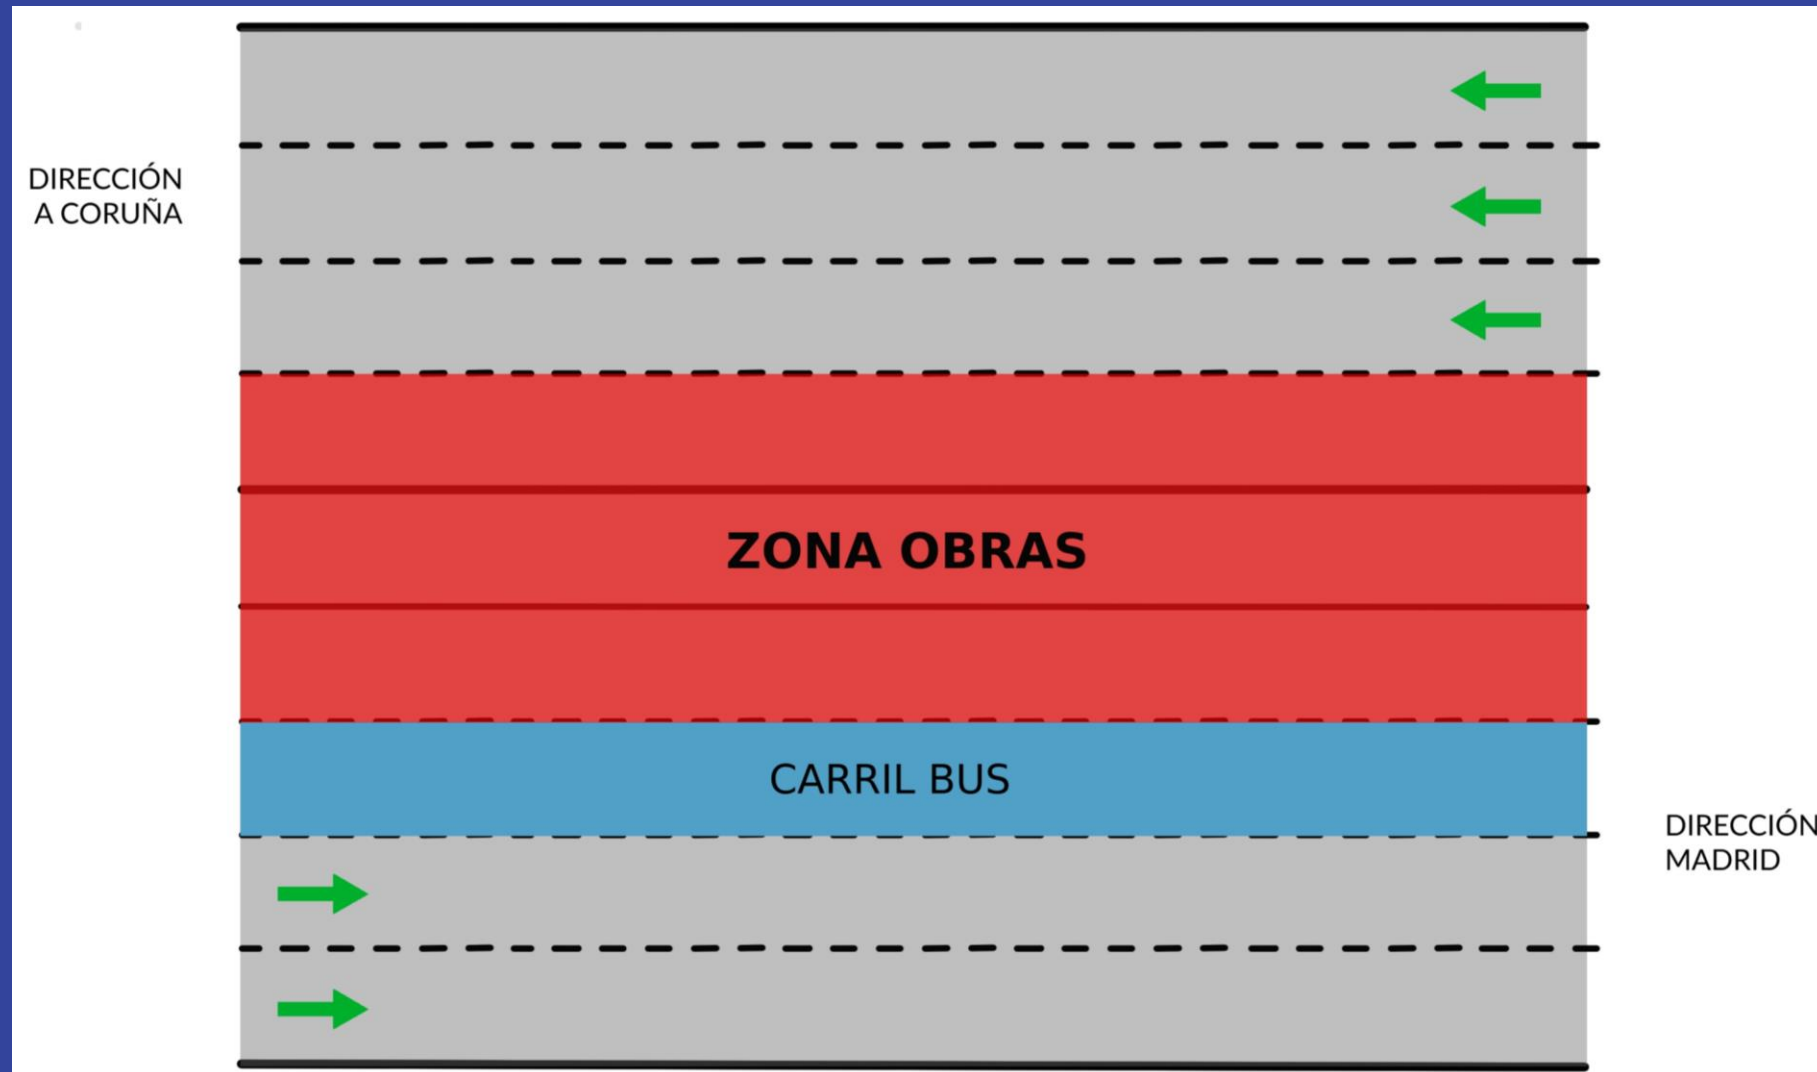 DIRECCIÓN
A CORUÑA
ZONA OBRAS
CARRIL BUS
DIRECCIÓN
MADRID